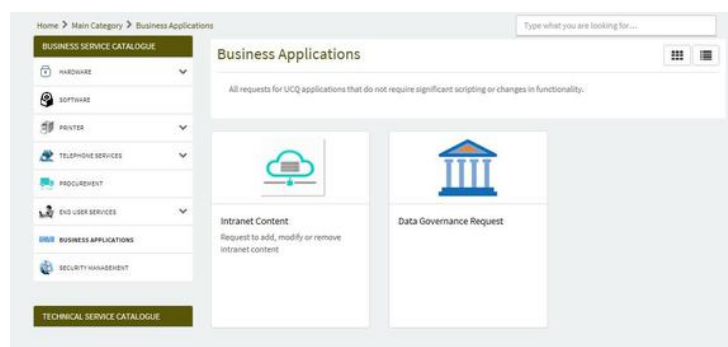 Home > Main Category > Business Applications
Type what you are looking for....
BUSINESS SERVICE CATALOGUE
HARDWARE
SOFTWARE
PRINTER
TELEPHONE SERVICES
PROCUREMENT
END USER SERVICES
BUSINESS APPLICATIONS
SECURITY MANAGEMENT
TECHNICAL SERVICE CATALOGUE
Business Applications
All requests for UCQ applications that do not require significant scripting or changes in functionality.
Intranet Content
Request to add, modify or remove
intranet content
Data Governance Request